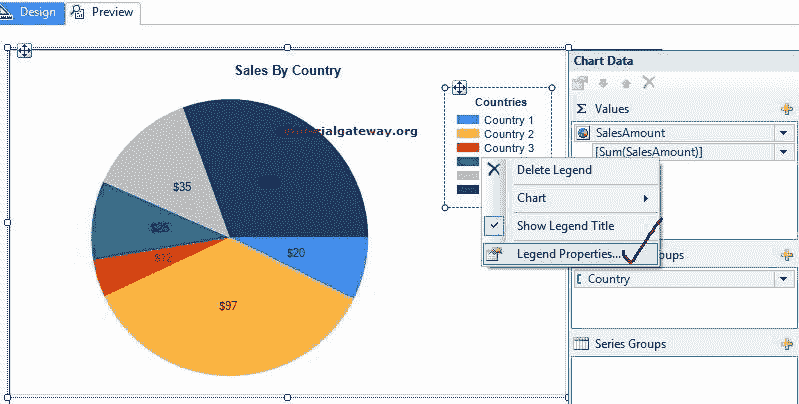 Design
Preview
Sales By Country
Countries
Country 1
Country 2
Country 3
rialgateway.org
$35
$25
$12
$20
$97
Delete Legend
Chart
Show Legend Title
Legend Properties...
Chart Data
Σ Values
SalesAmount
[Sum(SalesAmount)]
oups
Country
Series Groups